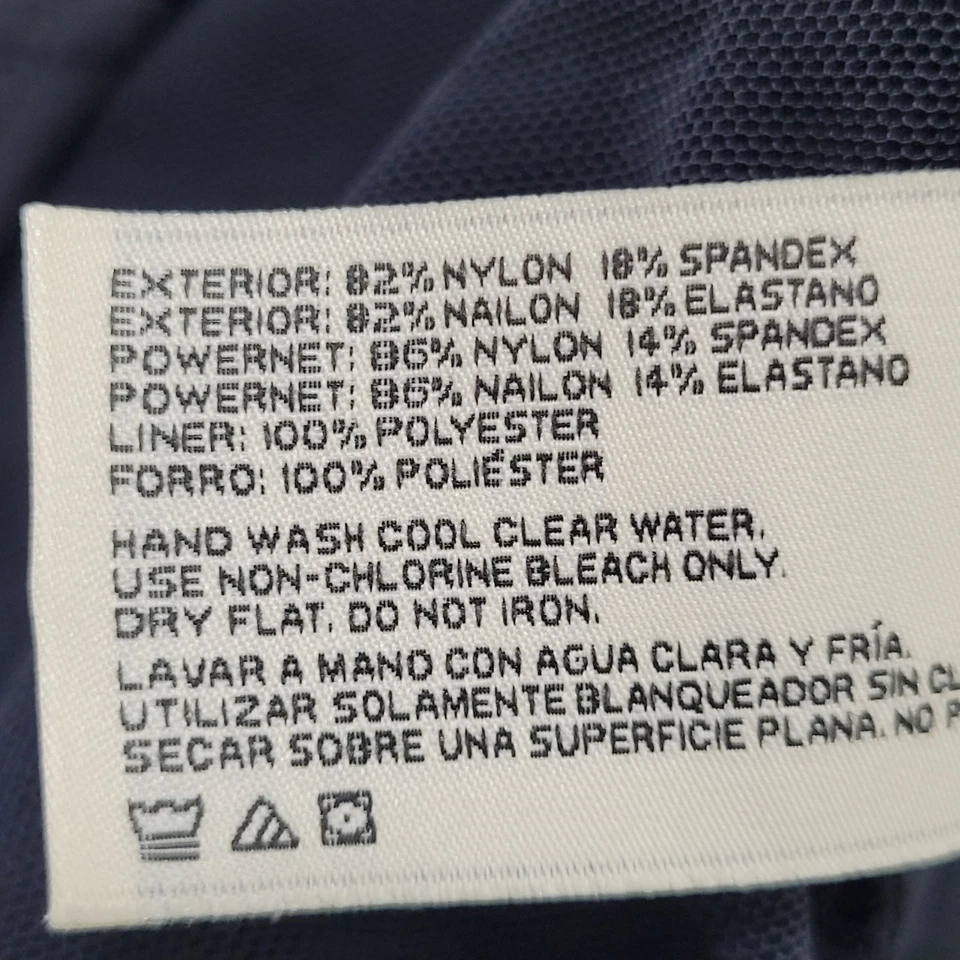 EXTERIOR: 82% NYLON 18% SPANDEX
EXTERIOR: 82% NAILON 18% ELASTANO
POWERNET: 86% NYLON 14% SPANDEX
POWERNET: 86% NAILON 14% ELASTANO
LINER: 100% POLYESTER
FORRO: 100% POLIÉSTER
HAND WASH COOL CLEAR WATER.
USE NON-CHLORINE BLEACH ONLY.
DRY FLAT. DO NOT IRON.
LAVAR A MANO CON AGUA CLARA Y FRÍA.
UTILIZAR SOLAMENTE BLANQUEADOR SIN CL
SECAR SOBRE UNA SUPERFICIE PLANA. NO P